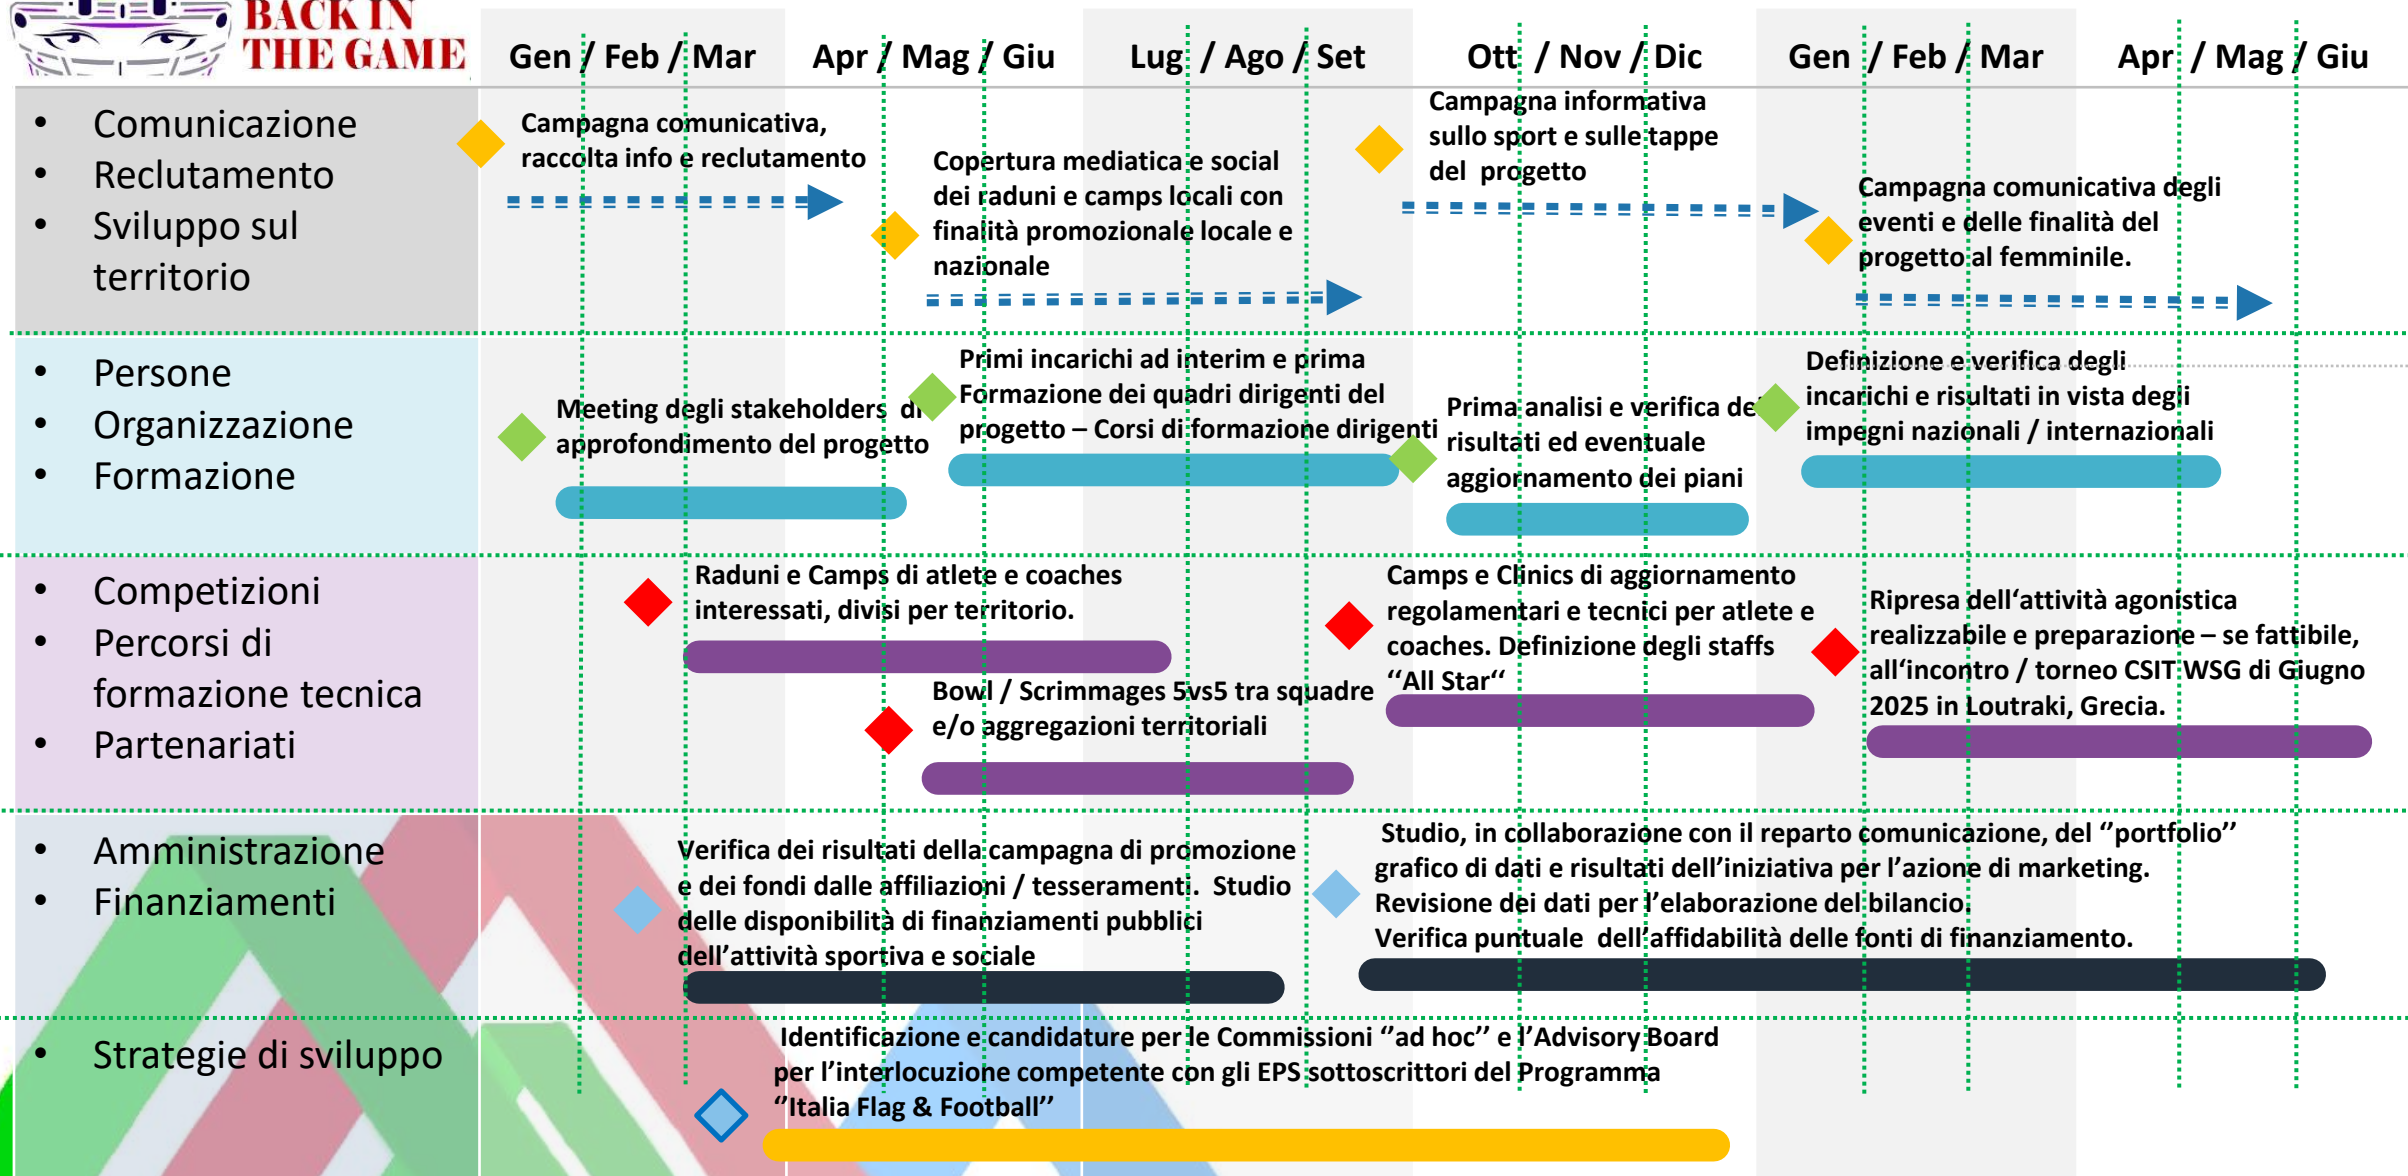 BACK IN
THE GAME
Gen / Feb / Mar
Apr / Mag / Giu
Lug / Ago / Set
Ott / Nov / Dic
Gen / Feb / Mar
Apr / Mag / Giu
• Comunicazione
• Reclutamento
• Sviluppo sul
territorio
Campagna comunicativa,
raccolta info e reclutamento
Copertura mediatica e social
dei raduni e camps locali con
finalità promozionale locale e
nazionale
Campagna informativa
sullo sport e sulle tappe
del progetto
Campagna comunicativa degli
eventi e delle finalità del
progetto al femminile.
• Persone
• Organizzazione
• Formazione
Meeting degli stakeholders di
approfondimento del progetto
Primi incarichi ad interim e prima
Formazione dei quadri dirigenti del
progetto – Corsi di formazione dirigenti
Prima analisi e verifica dei
risultati ed eventuale
aggiornamento dei piani
Definizione e verifica degli
incarichi e risultati in vista degli
impegni nazionali / internazionali
• Competizioni
• Percorsi di
formazione tecnica
• Partenariati
Raduni e Camps di atlete e coaches
interessati, divisi per territorio.
Bowl / Scrimmages 5vs5 tra squadre
e/o aggregazioni territoriali
Camps e Clinics di aggiornamento
regolamentari e tecnici per atlete e
coaches. Definizione degli staffs
‘‘All Star‘‘
Ripresa dell‘attività agonistica
realizzabile e preparazione – se fattibile,
all‘incontro / torneo CSIT WSG di Giugno
2025 in Loutraki, Grecia.
• Amministrazione
• Finanziamenti
Verifica dei risultati della campagna di promozione
e dei fondi dalle affiliazioni / tesseramenti. Studio
delle disponibilità di finanziamenti pubblici
dell’attività sportiva e sociale
Studio, in collaborazione con il reparto comunicazione, del ‘’portfolio’’
grafico di dati e risultati dell’iniziativa per l’azione di marketing.
Revisione dei dati per l’elaborazione del bilancio.
Verifica puntuale dell’affidabilità delle fonti di finanziamento.
• Strategie di sviluppo
Identificazione e candidature per le Commissioni ‘’ad hoc’’ e l’Advisory Board
per l’interlocuzione competente con gli EPS sottoscrittori del Programma
‘’Italia Flag & Football’’